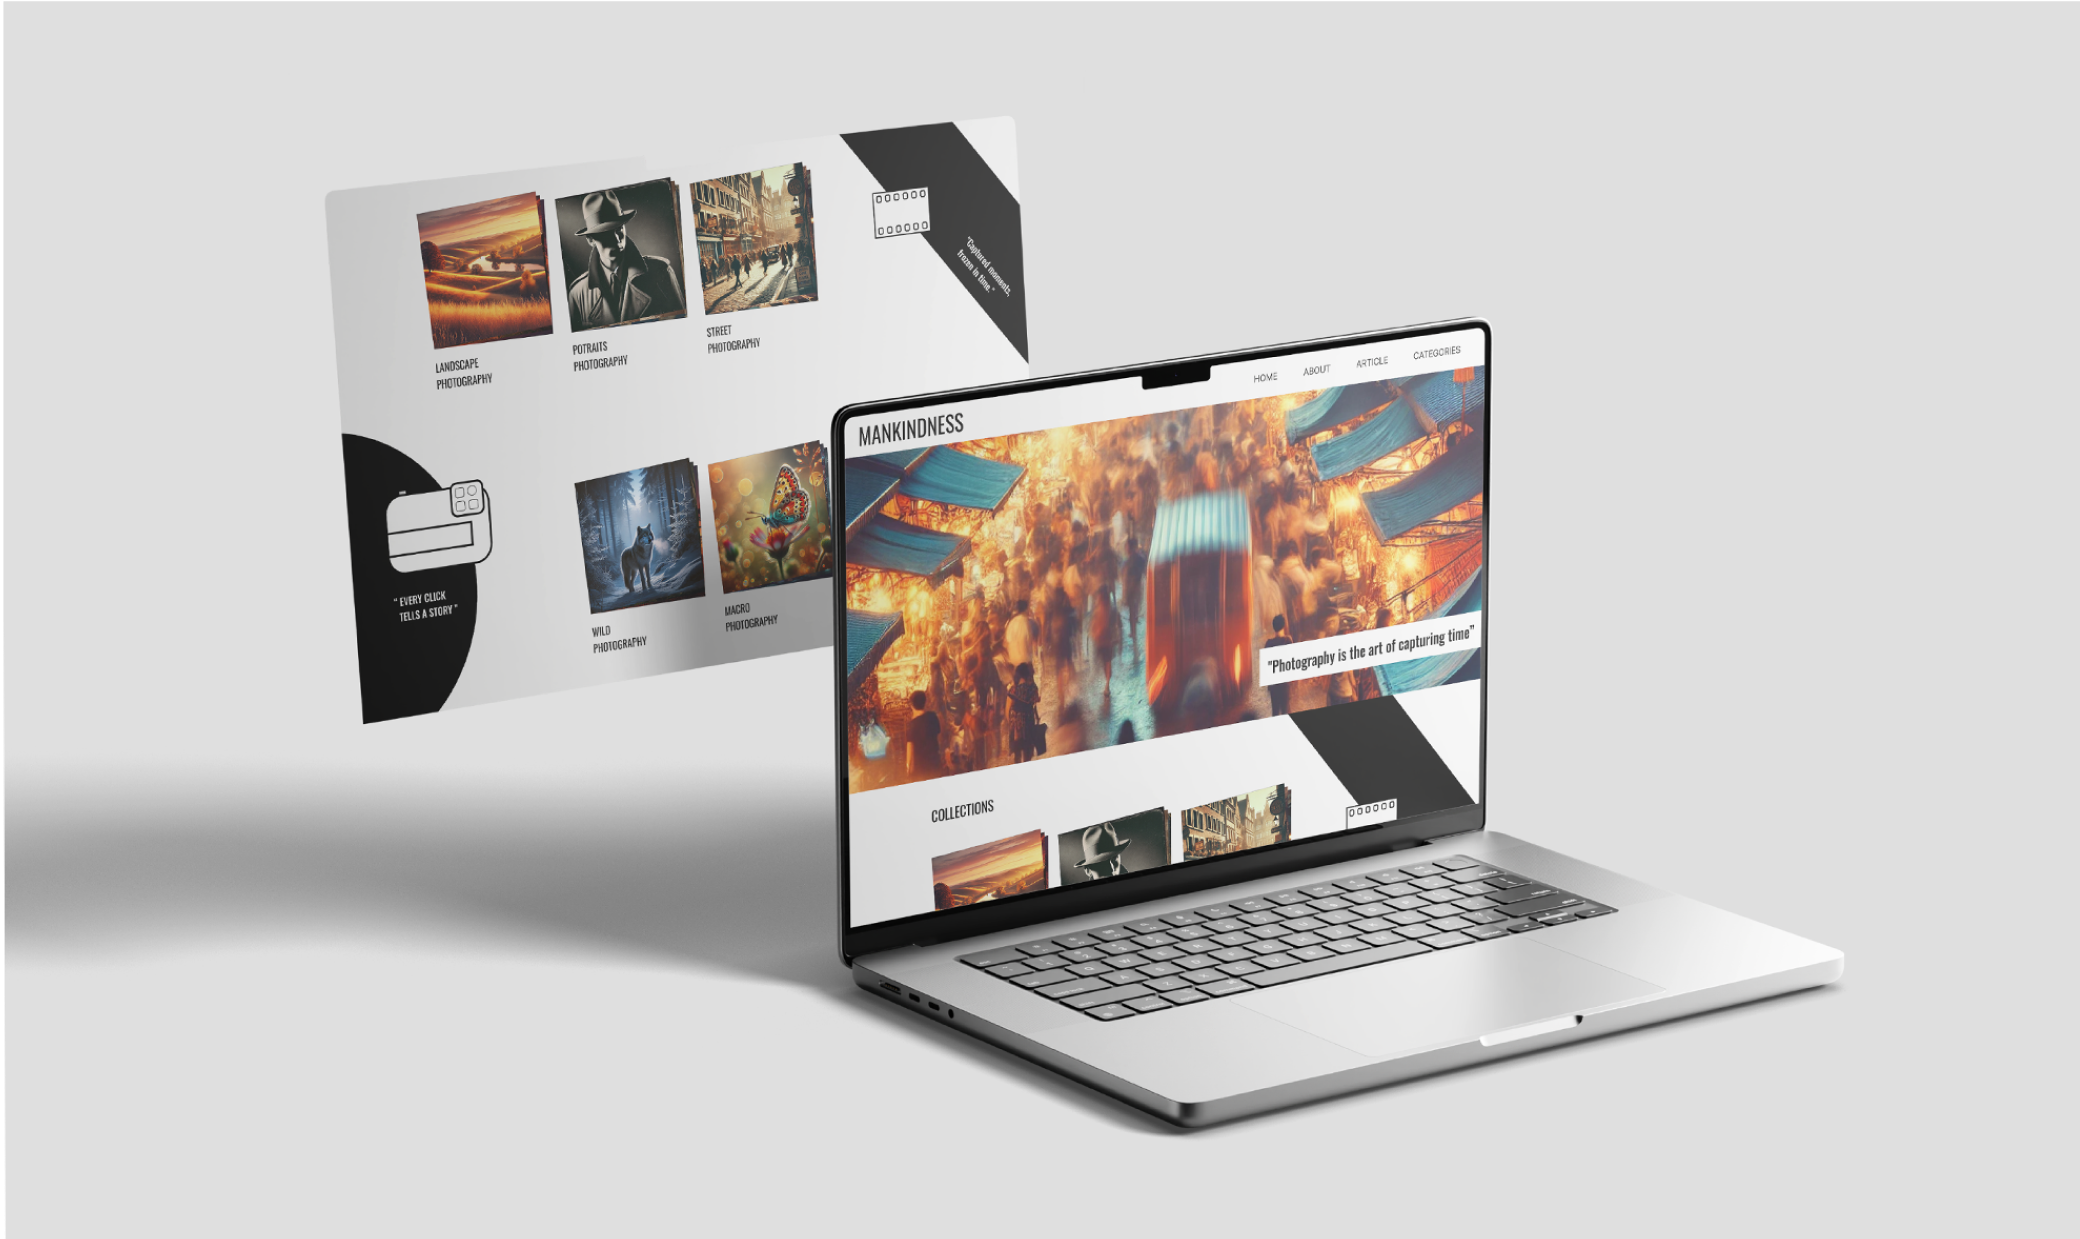 LANDSCAPE
PHOTOGRAPHY
POTRAITS
PHOTOGRAPHY
STREET
PHOTOGRAPHY
"Captured moments,
frozen in time."
" EVERY CLICK
TELLS A STORY "
WILD
PHOTOGRAPHY
MACRO
PHOTOGRAPHY
MANKINDNESS
HOME
ABOUT
ARTICLE
CATEGORIES
"Photography is the art of capturing time"
COLLECTIONS